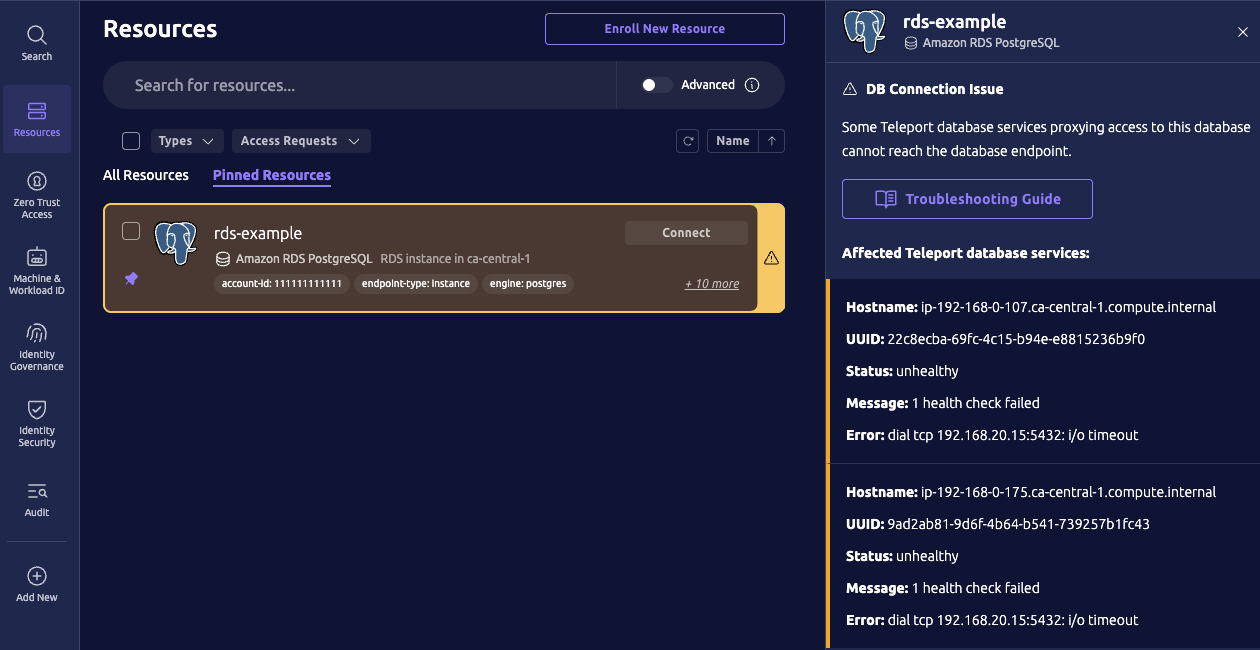 Search
Resources
Zero Trust
Access
Machine &
Workload ID
Identity
Governance
Identity
Security
Audit
Add New
Resources
Enroll New Resource
Search for resources...
Advanced
Types
Access Requests
Name
All Resources
Pinned Resources
rds-example
Connect
Amazon RDS PostgreSQL RDS instance in ca-central-1
account-id: 111111111111 endpoint-type: instance engine: postgres
+ 10 more
rds-example
Amazon RDS PostgreSQL
DB Connection Issue
Some Teleport database services proxying access to this database
cannot reach the database endpoint.
Troubleshooting Guide
Affected Teleport database services:
Hostname: ip-192-168-0-107.ca-central-1.compute.internal
UUID: 22c8ecba-69fc-4c15-b94e-e8815236b9f0
Status: unhealthy
Message: 1 health check failed
Error: dial tcp 192.168.20.15:5432: i/o timeout
Hostname: ip-192-168-0-175.ca-central-1.compute.internal
UUID: 9ad2ab81-9d6f-4b64-b541-739257b1fc43
Status: unhealthy
Message: 1 health check failed
Error: dial tcp 192.168.20.15:5432: i/o timeout